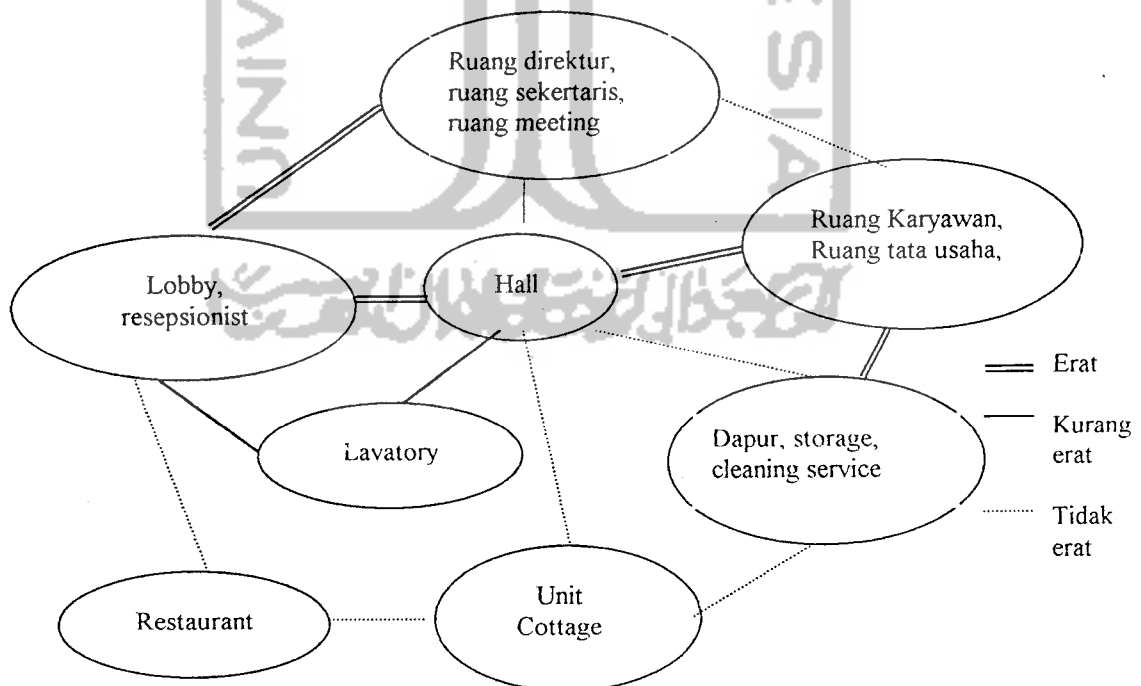 Ruang direktur,
ruang sekertaris,
ruang meeting
Ruang Karyawan,
Ruang tata usaha,
Lobby,
resepsionist
Hall
Erat
Kurang
erat
Lavatory
Dapur, storage,
cleaning service
Tidak
erat
Restaurant
Unit
Cottage